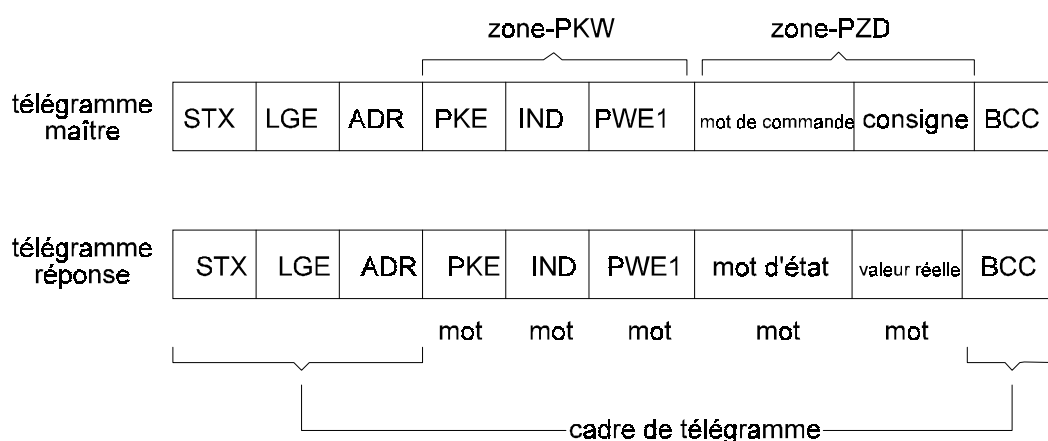 zone-PKW zone-PZD
télégramme
maître
STX LGE ADR PKE IND PWE1 mot de commande consigne BCC
télégramme
réponse
STX LGE ADR PKE IND PWE1 mot d'état valeur réelle BCC
mot mot mot mot mot
cadre de télégramme